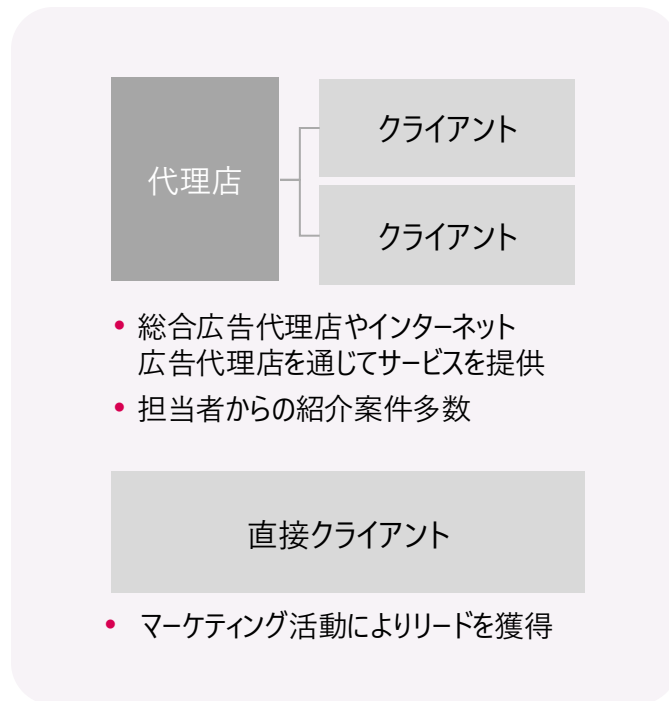 代理店
クライアント
クライアント
• 総合広告代理店やインターネット
広告代理店を通じてサービスを提供
• 担当者からの紹介案件多数
直接クライアント
• マーケティング活動によりリードを獲得